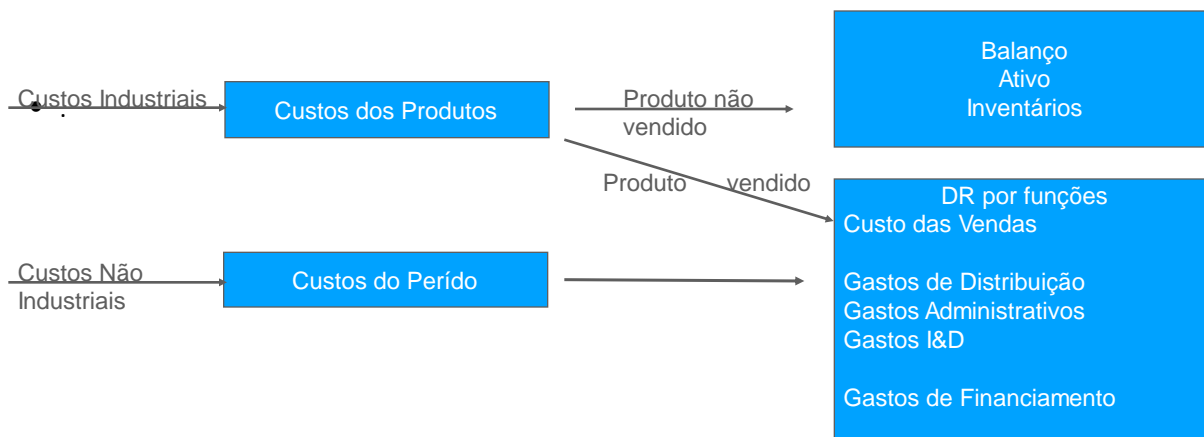 Custos Industriais
.
Custos dos Produtos
Produto não
vendido
Balanço
Ativo
Inventários
Produto vendido
DR por funções
Custo das Vendas
Custos Não
Industriais
Custos do Perído
Gastos de Distribuição
Gastos Administrativos
Gastos I&D
Gastos de Financiamento